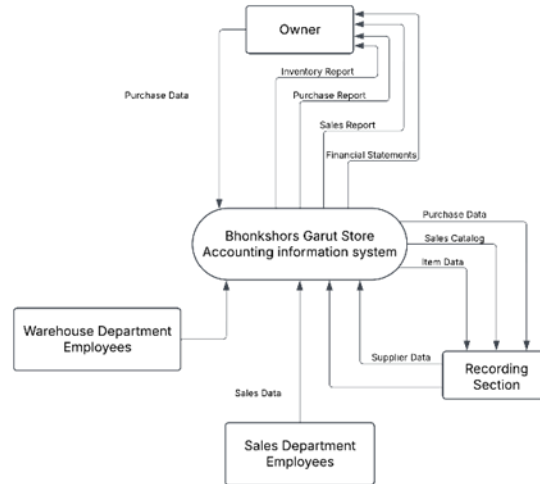 Owner
Inventory Report
Purchase Data
Purchase Report
Sales Report
Financial Statements
Purchase Data
Bhonkshors Garut Store
Accounting information system
Sales Catalog
Item Data
Warehouse Department
Employees
Supplier Data
Recording
Section
Sales Data
Sales Department
Employees